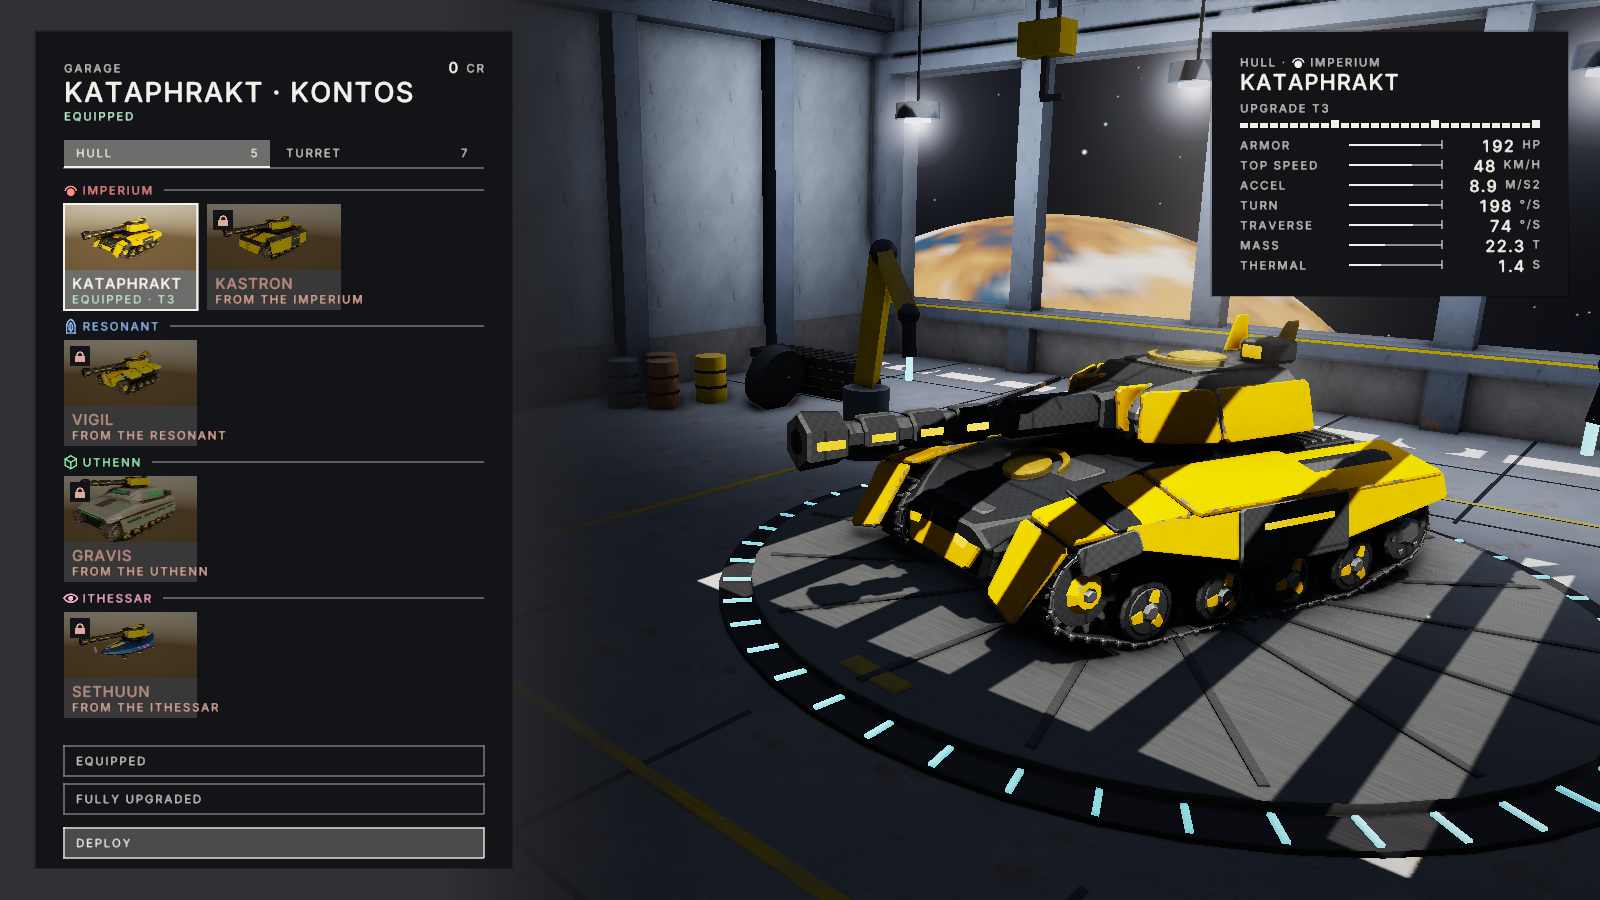 GARAGE
0 CR
KATAPHRAKT · KONTOS
EQUIPPED
HULL 5 TURRET 7
IMPERIUM
KATAPHRAKT
EQUIPPED · T3
KASTRON
FROM THE IMPERIUM
RESONANT
VIGIL
FROM THE RESONANT
UTHENN
GRAVIS
FROM THE UTHENN
ITHESSAR
SETHUUN
FROM THE ITHESSAR
EQUIPPED
FULLY UPGRADED
DEPLOY
HULL · IMPERIUM
KATAPHRAKT
UPGRADE T3
ARMOR 192 HP
TOP SPEED 48 KM/H
ACCEL 8.9 M/S2
TURN 198 °/S
TRAVERSE 74 °/S
MASS 22.3 T
THERMAL 1.4 S